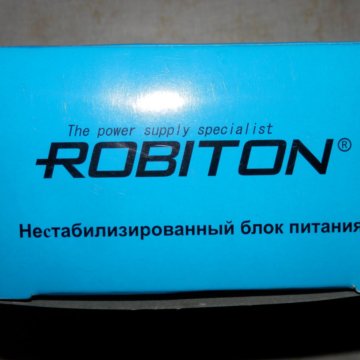 The power supply specialist
ROBITON®
Нестабилизированный блок питания